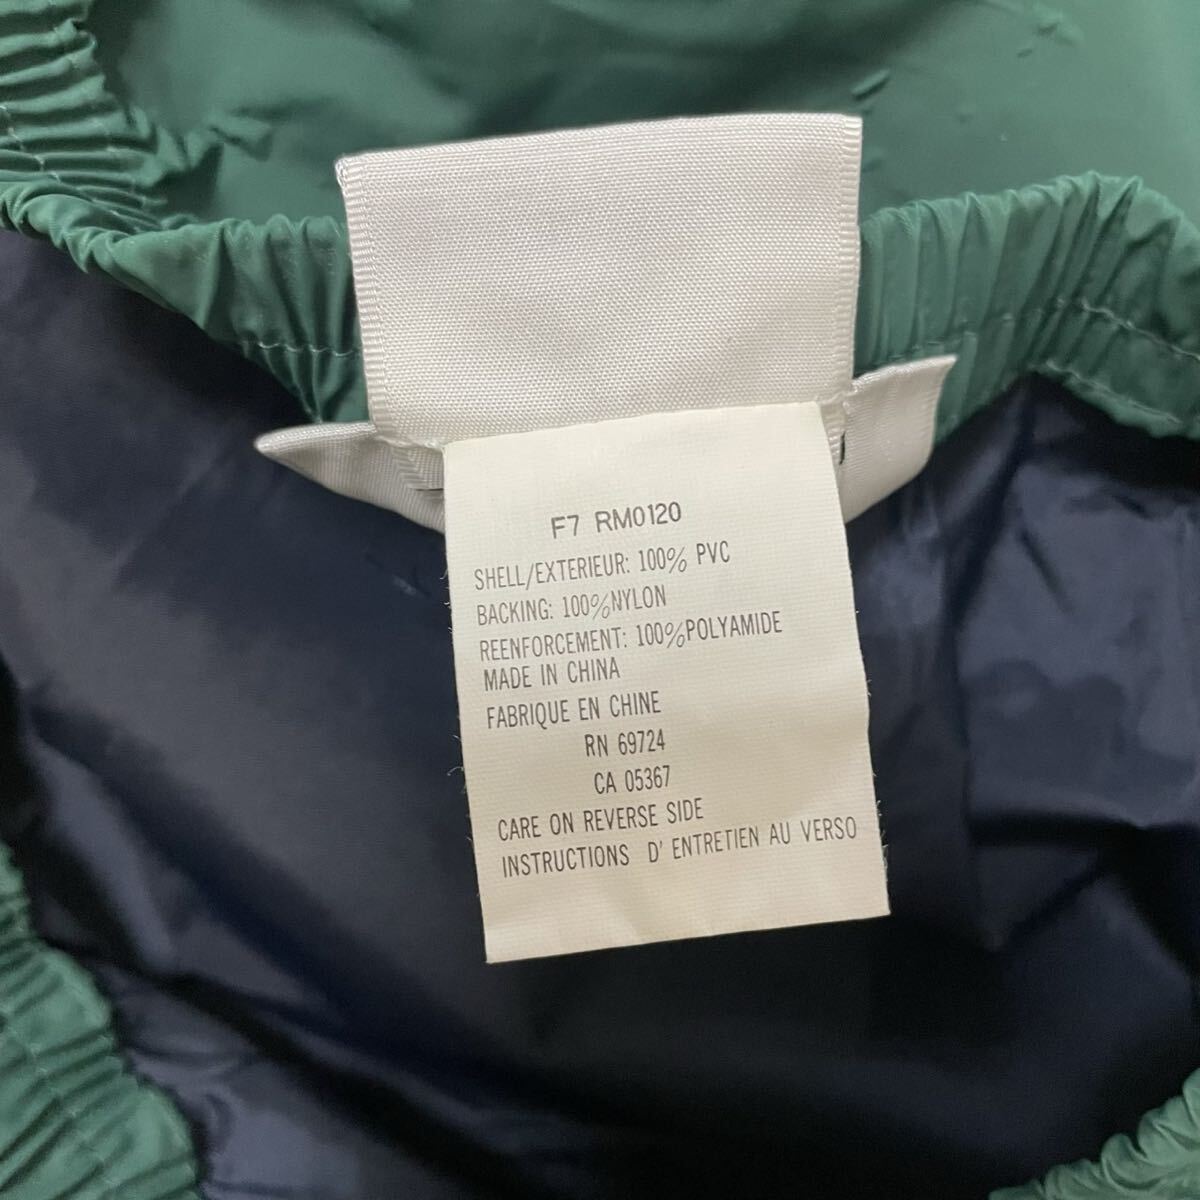 F7 RM0120
SHELL/EXTERIEUR: 100% PVC
BACKING: 100%NYLON
REENFORCEMENT: 100%POLYAMIDE
MADE IN CHINA
FABRIQUE EN CHINE
RN 69724
CA 05367
CARE ON REVERSE SIDE
INSTRUCTIONS D' ENTRETIEN AU VERSO